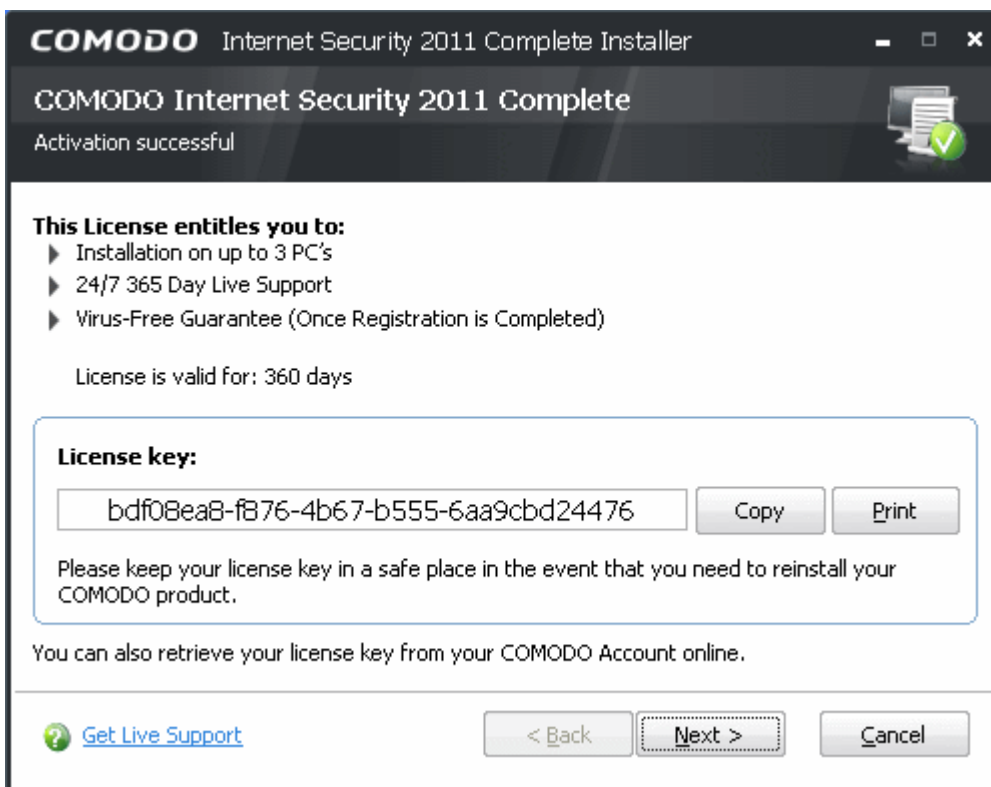 COMODO Internet Security 2011 Complete Installer
COMODO Internet Security 2011 Complete
Activation successful
This License entitles you to:
Installation on up to 3 PC's
24/7 365 Day Live Support
Virus-Free Guarantee (Once Registration is Completed)
License is valid for: 360 days
License key:
bdf08ea8-f876-4b67-b555-6aa9cbd24476
Copy
Print
Please keep your license key in a safe place in the event that you need to reinstall your
COMODO product.
You can also retrieve your license key from your COMODO Account online.
Get Live Support
< Back
Next >
Cancel